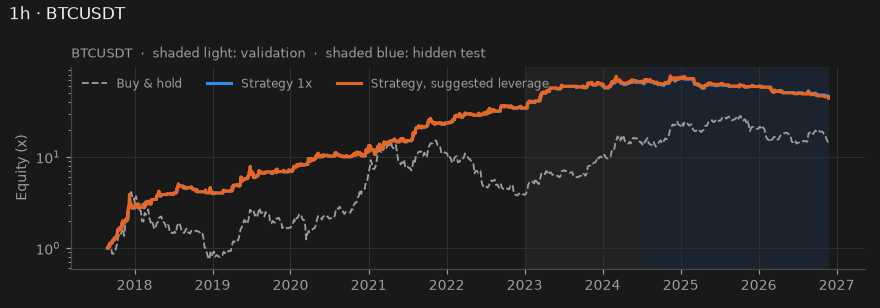 1h · BTCUSDT
BTCUSDT · shaded light: validation · shaded blue: hidden test
Buy & hold Strategy 1x Strategy, suggested leverage
Equity (x)
10¹
10⁰
2018 2019 2020 2021 2022 2023 2024 2025 2026 2027